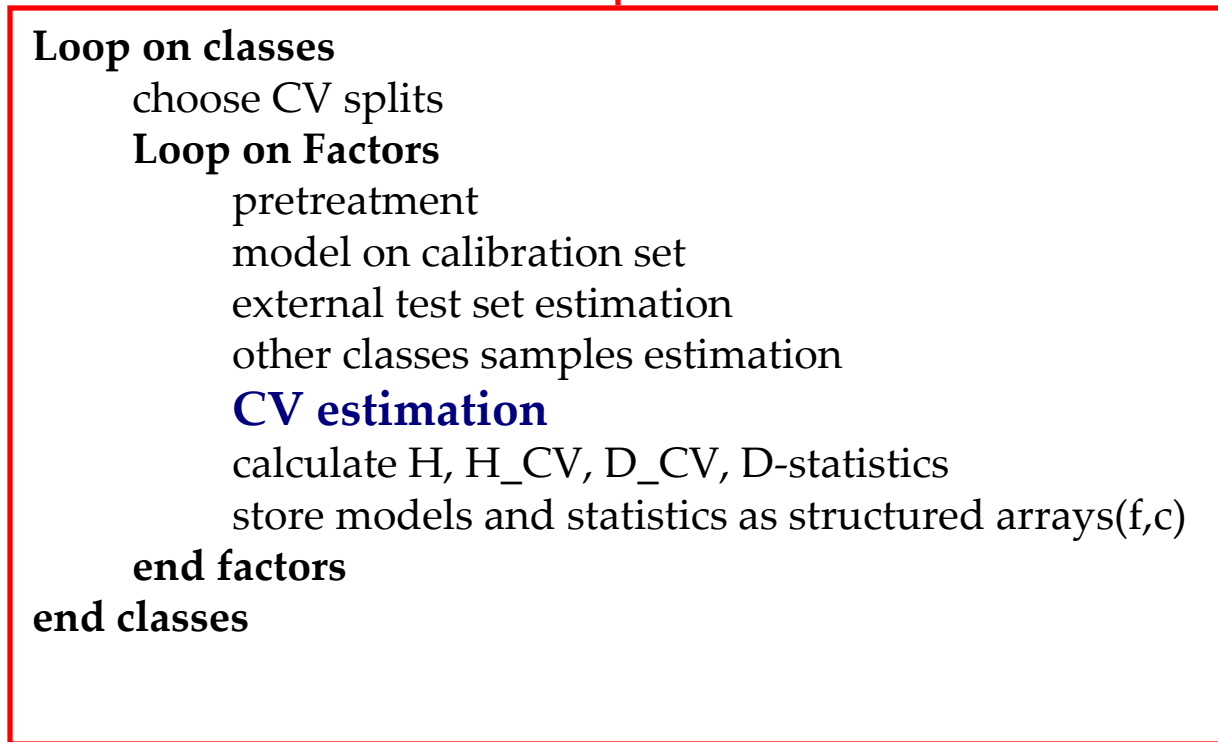 Loop on classes
choose CV splits
Loop on Factors
pretreatment
model on calibration set
external test set estimation
other classes samples estimation
CV estimation
calculate H, H_CV, D_CV, D-statistics
store models and statistics as structured arrays(f,c)
end factors
end classes